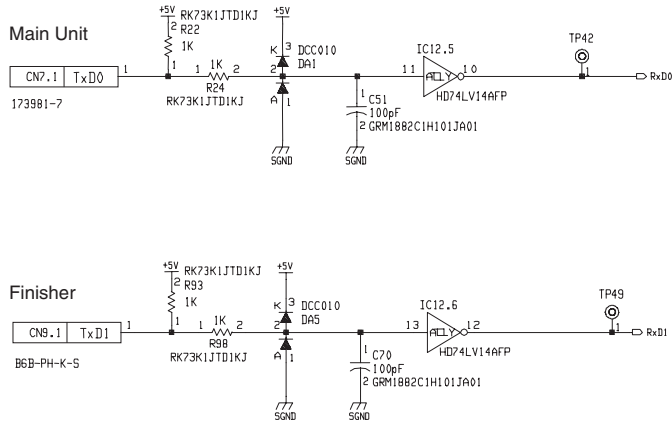 Main Unit
+5V RK73K1JTD1KJ
2 R22
1K
+5V
K 3 DCC010
DA1
CN7.1 TxD0 1 1 1 1K 2 2
R24
RK73K1JTD1KJ
A 1
173981-7
IC12.5
11 10
HD74LV14AFP
TP42
1 RxD0
1 C51
100pF
2 GRM1882C1H101JA01
SGND
SGND
Finisher
+5V RK73K1JTD1KJ
2 R93
1K
+5V
K 3 DCC010
DA5
CN9.1 TxD1 1 1 1 1K 2 2
R98
RK73K1JTD1KJ
A 1
B6B-PH-K-S
IC12.6
13 12
HD74LV14AFP
TP49
1 RxD1
1 C70
100pF
2 GRM1882C1H101JA01
SGND
SGND